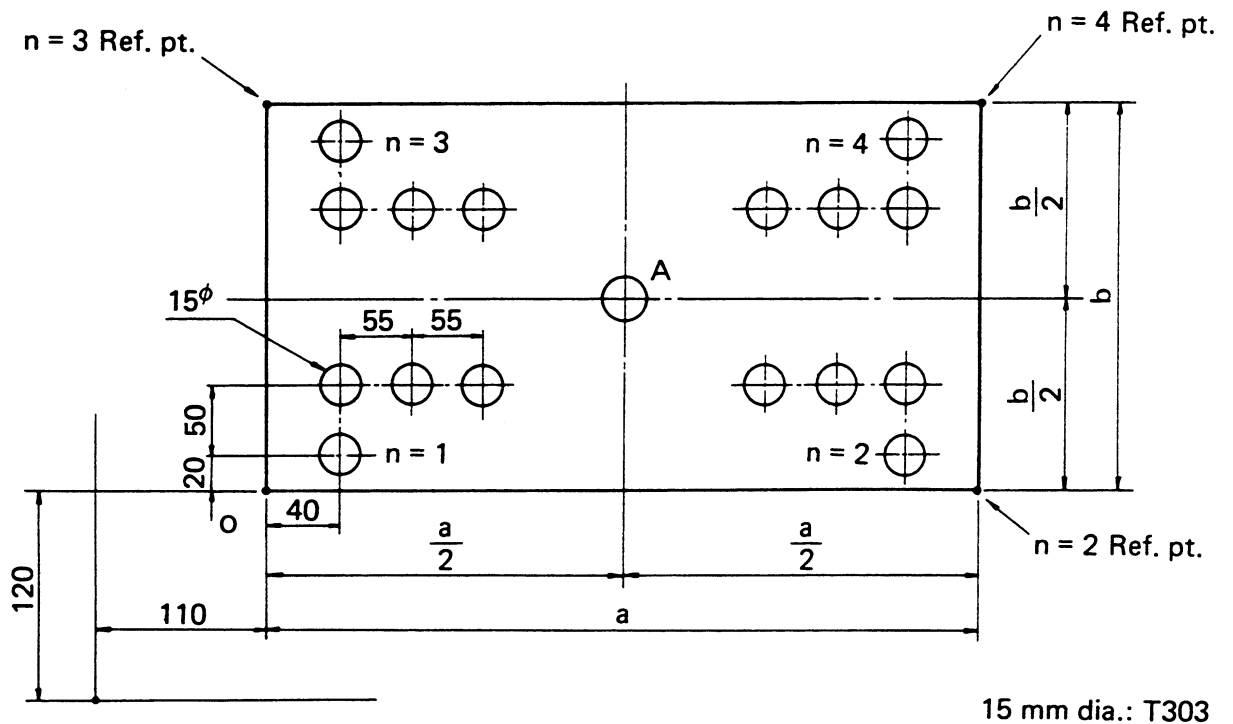 n = 4 Ref. pt.
n = 3 Ref. pt.
n = 3
n = 4
b/2
A
15ϕ
b
55
55
b/2
50
n = 1
n = 2
20
40
o
a/2
a/2
n = 2 Ref. pt.
120
110
a
15 mm dia.: T303